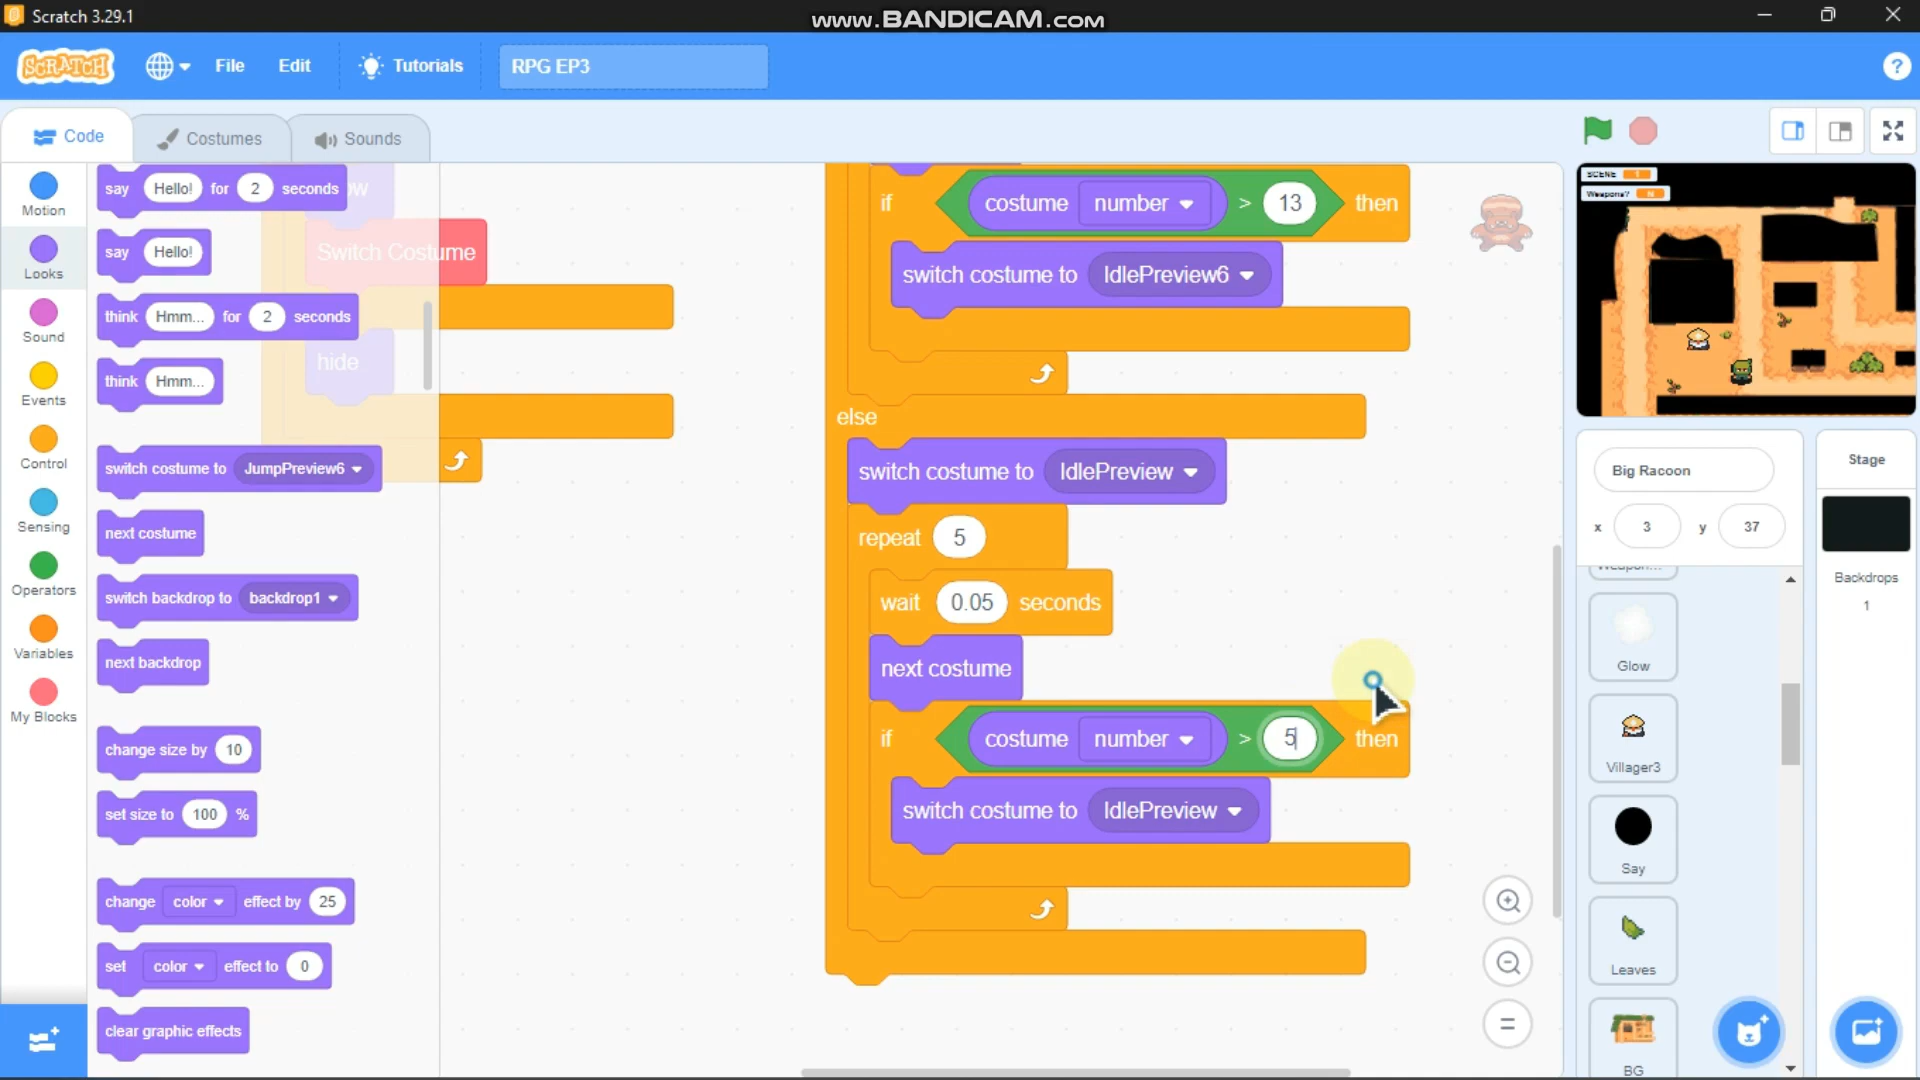 Scratch 3.29.1
www.BANDICAM.com
SCRATCH
File
Edit
Tutorials
RPG EP3
?
Code
Costumes
Sounds
Motion
Looks
Sound
Events
Control
Sensing
Operators
Variables
My Blocks
say Hello! for 2 seconds
say Hello!
think Hmm... for 2 seconds
think Hmm...
switch costume to JumpPreview6
next costume
switch backdrop to backdrop1
next backdrop
change size by 10
set size to 100 %
change color effect by 25
set color effect to 0
clear graphic effects
Switch Costume
hide
if costume number > 13 then
switch costume to IdlePreview6
else
switch costume to IdlePreview
repeat 5
wait 0.05 seconds
next costume
if costume number > 5 then
switch costume to IdlePreview
SCENE
Weapons?
Big Racoon
x 3 y 37
Glow
Villager3
Say
Leaves
BG
Stage
Backdrops
1